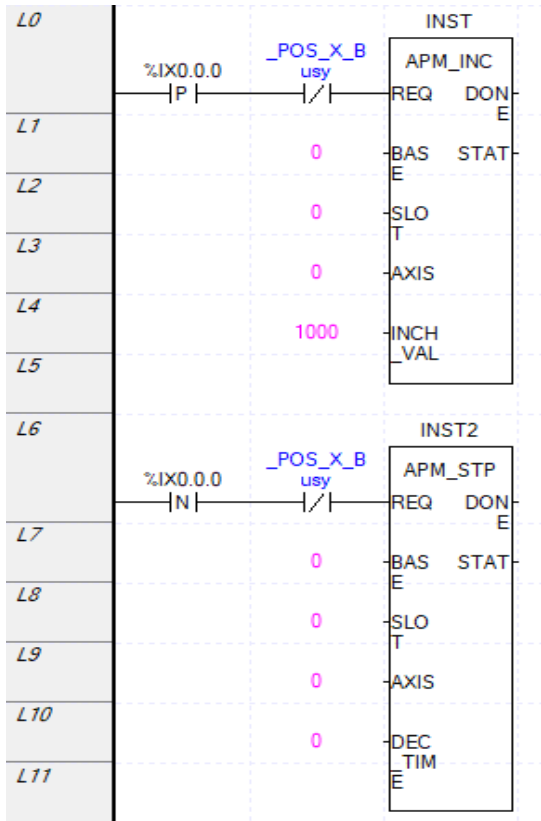 L0
INST
_POS_X_B
usy
%IX0.0.0
P
/
APM_INC
REQ DON
E
L1
0
BAS
E
STAT
L2
0
SLO
T
L3
0
AXIS
L4
1000
INCH
_VAL
L5
L6
INST2
_POS_X_B
usy
%IX0.0.0
N
/
APM_STP
REQ DON
E
L7
0
BAS
E
STAT
L8
0
SLO
T
L9
0
AXIS
L10
0
DEC
_TIM
E
L11